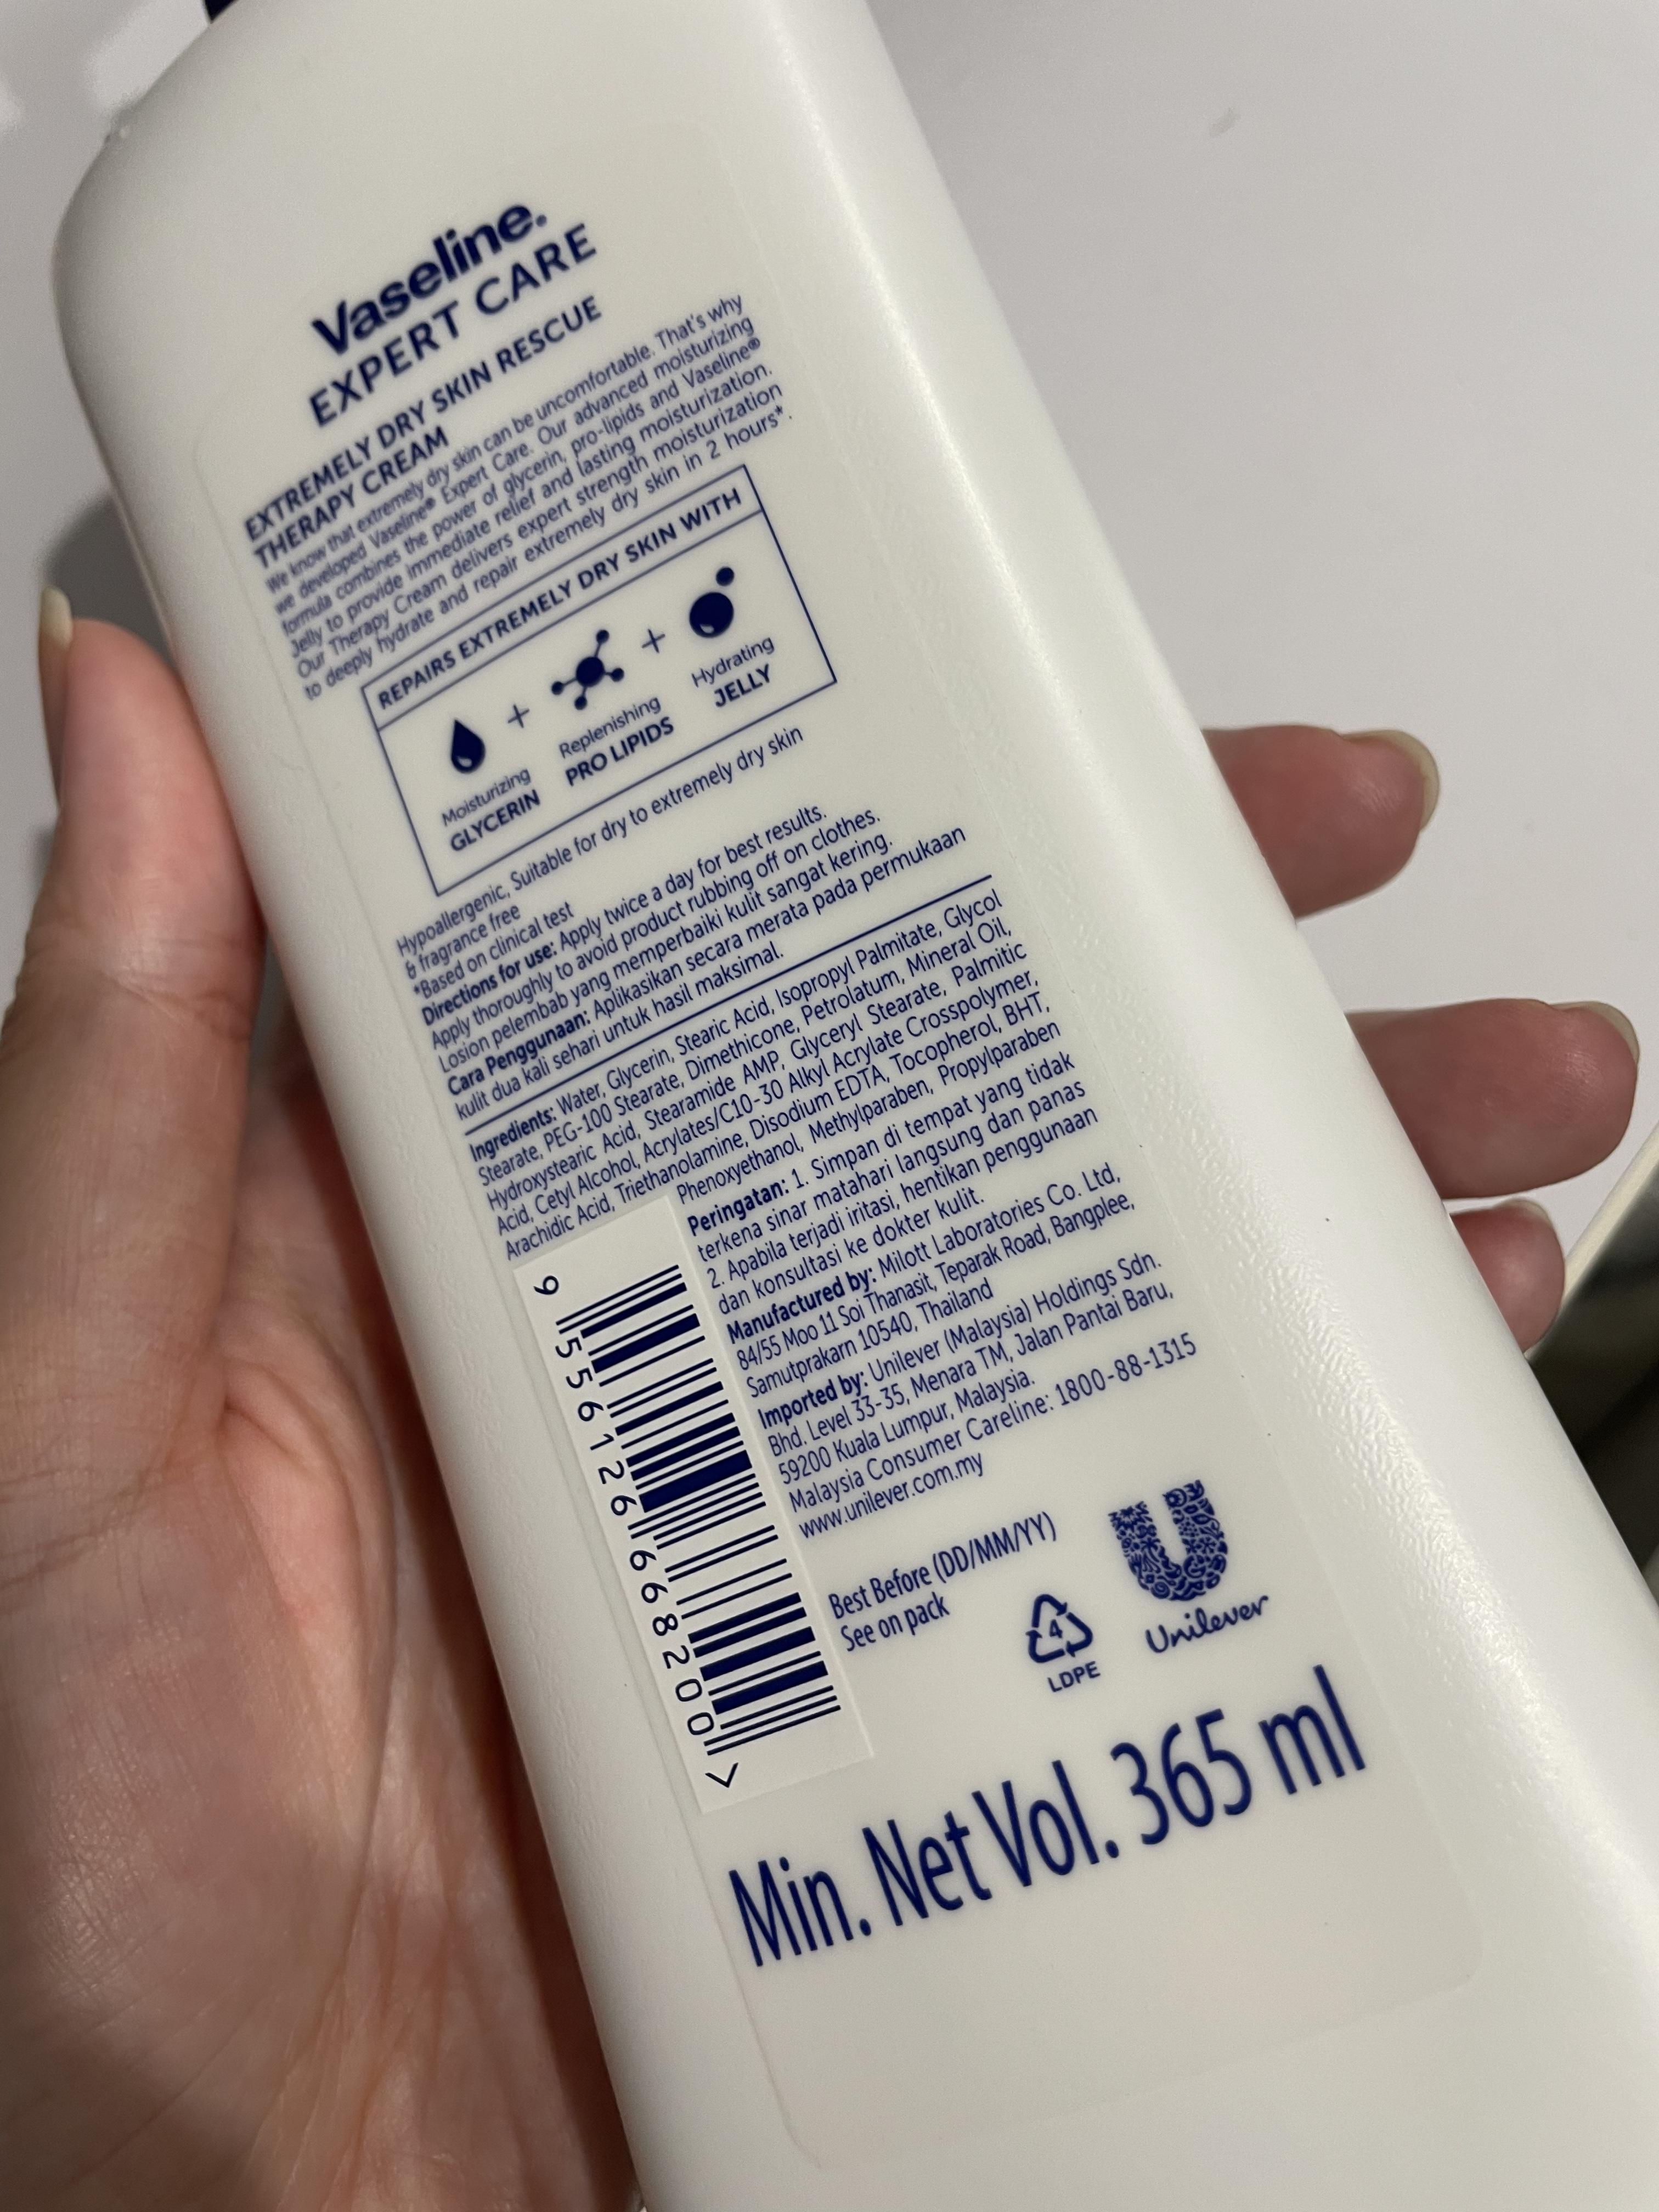 Vaseline.
EXPERT CARE
EXTREMELY DRY SKIN RESCUE
THERAPY CREAM
We know that extremely dry skin can be uncomfortable. That's why
we developed Vaseline® Expert Care. Our advanced moisturizing
formula combines the power of glycerin, pro-lipids and Vaseline®
Jelly to provide immediate relief and lasting moisturization.
Our Therapy Cream delivers expert strength moisturization
to deeply hydrate and repair extremely dry skin in 2 hours*.
REPAIRS EXTREMELY DRY SKIN WITH
Moisturizing
GLYCERIN
+
Replenishing
PRO LIPIDS
+
Hydrating
JELLY
Hypoallergenic, Suitable for dry to extremely dry skin
& fragrance free
*Based on clinical test
Directions for use: Apply twice a day for best results.
Apply thoroughly to avoid product rubbing off on clothes.
Losion pelembab yang memperbaiki kulit sangat kering.
Cara Penggunaan: Aplikasikan secara merata pada permukaan
kulit dua kali sehari untuk hasil maksimal.
Ingredients: Water, Glycerin, Stearic Acid, Isopropyl Palmitate, Glycol
Stearate, PEG-100 Stearate, Dimethicone, Petrolatum, Mineral Oil,
Hydroxystearic Acid, Stearamide AMP, Glyceryl Stearate, Palmitic
Acid, Cetyl Alcohol, Acrylates/C10-30 Alkyl Acrylate Crosspolymer,
Arachidic Acid, Triethanolamine, Disodium EDTA, Tocopherol, BHT,
Phenoxyethanol, Methylparaben, Propylparaben
Peringatan: 1. Simpan di tempat yang tidak
terkena sinar matahari langsung dan panas
2. Apabila terjadi iritasi, hentikan penggunaan
dan konsultasi ke dokter kulit.
Manufactured by: Milott Laboratories Co. Ltd,
84/55 Moo 11 Soi Thanasit, Teparak Road, Bangplee,
Samutprakarn 10540, Thailand
Imported by: Unilever (Malaysia) Holdings Sdn.
Bhd. Level 33-35, Menara TM, Jalan Pantai Baru,
59200 Kuala Lumpur, Malaysia.
Malaysia Consumer Careline: 1800-88-1315
www.unilever.com.my
9 556126 668200 >
Best Before (DD/MM/YY)
See on pack
4
LDPE
Unilever
Min. Net Vol. 365 ml